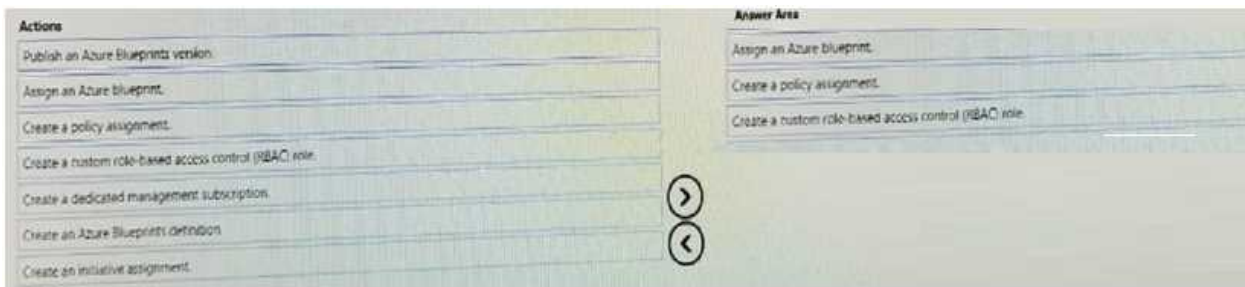 Actions
Publish an Azure Blueprints version.
Assign an Azure blueprint.
Create a policy assignment.
Create a custom role-based access control (RBAC) role.
Create a dedicated management subscription.
Create an Azure Blueprints definition.
Create an initiative assignment.
Answer Area
Assign an Azure blueprint.
Create a policy assignment.
Create a custom role-based access control (RBAC) role.